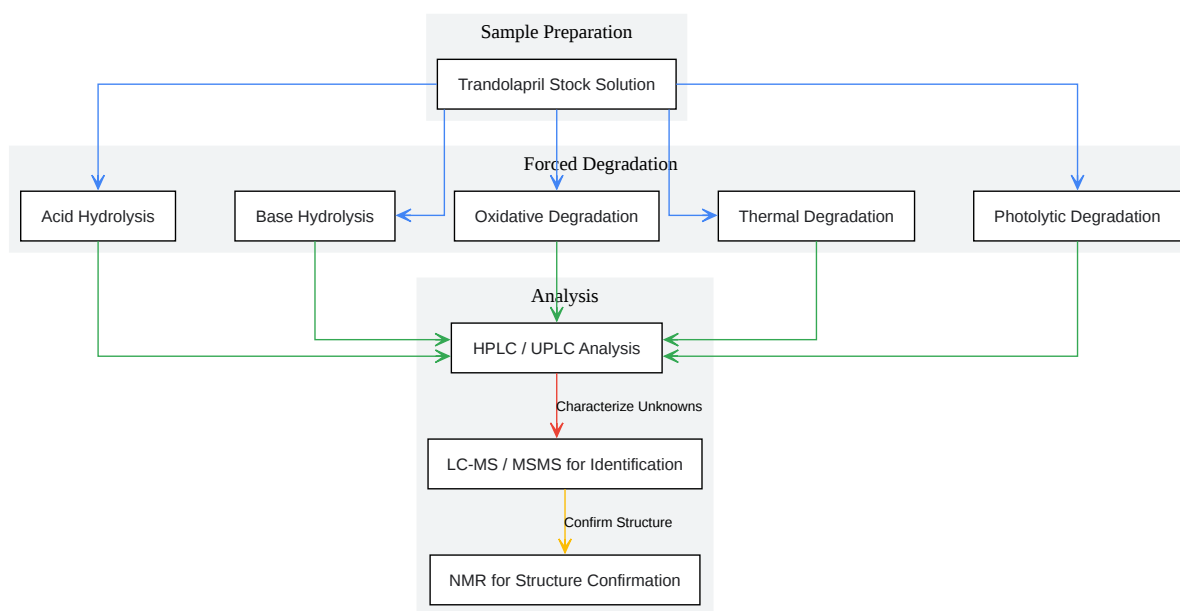 Sample Preparation
Trandolapril Stock Solution
Forced Degradation
Acid Hydrolysis
Base Hydrolysis
Oxidative Degradation
Thermal Degradation
Photolytic Degradation
Analysis
HPLC / UPLC Analysis
Characterize Unknowns
LC-MS / MSMS for Identification
Confirm Structure
NMR for Structure Confirmation